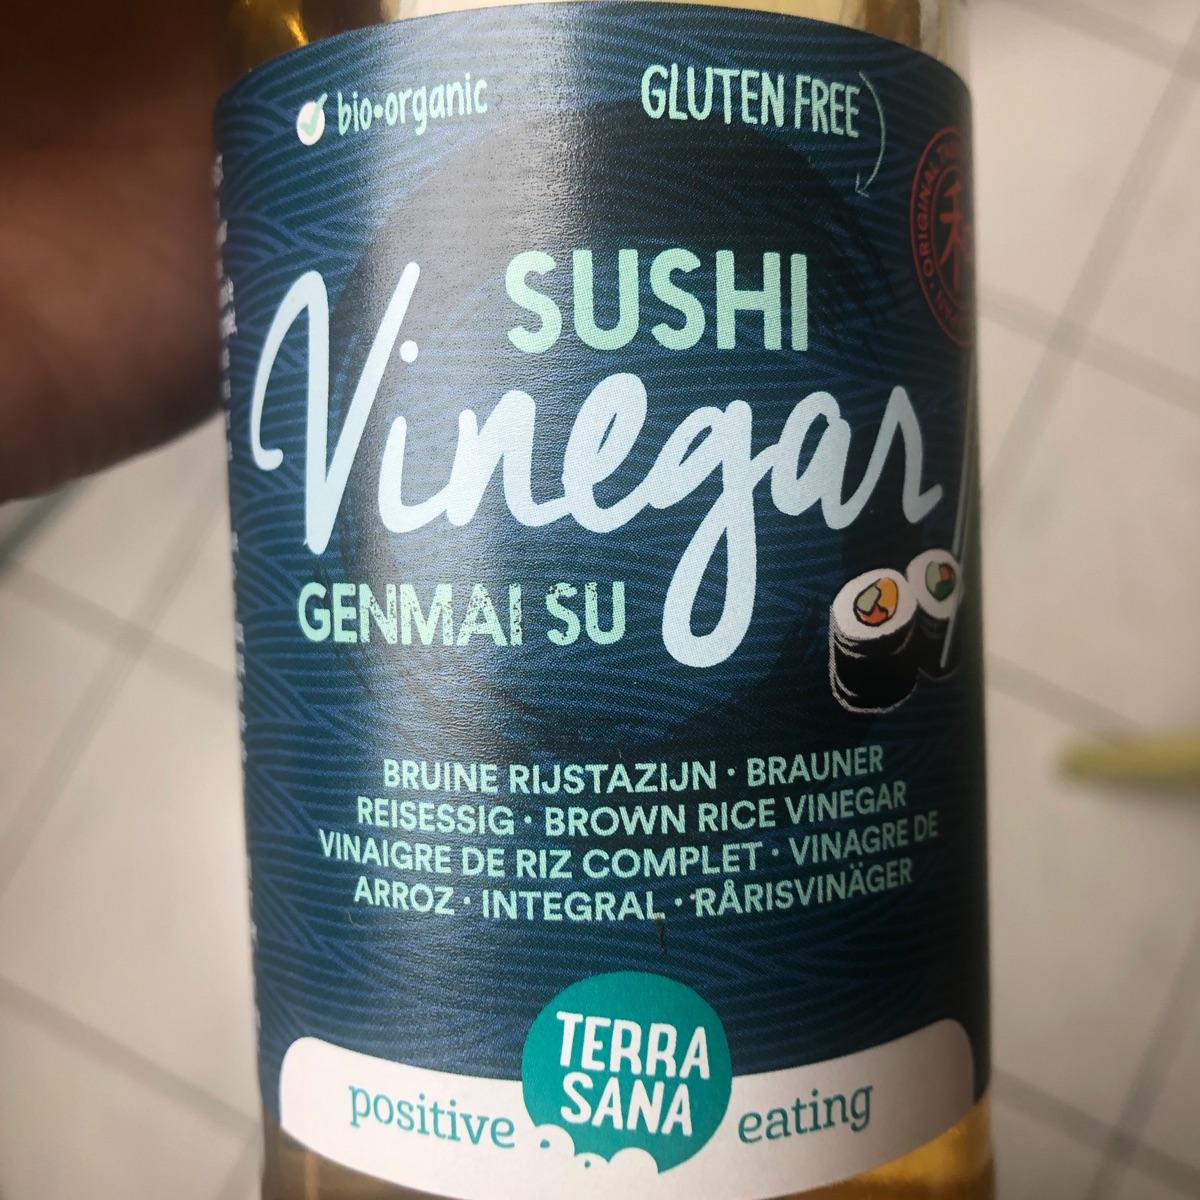 bio•organic
GLUTEN FREE
ORIGINAL
SUSHI
Vinegar
GENMAI SU
BRUINE RIJSTAZIJN · BRAUNER
REISESSIG · BROWN RICE VINEGAR
VINAIGRE DE RIZ COMPLET · VINAGRE DE
ARROZ · INTEGRAL · RÅRISVINÄGER
TERRA
SANA
positive eating